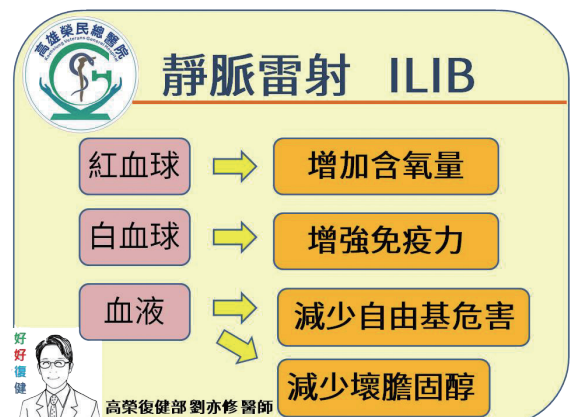 高雄榮民總醫院
靜脈雷射 ILIB
紅血球
增加含氧量
白血球
增強免疫力
血液
減少自由基危害
減少壞膽固醇
好好復健
高榮復健部 劉亦修 醫師